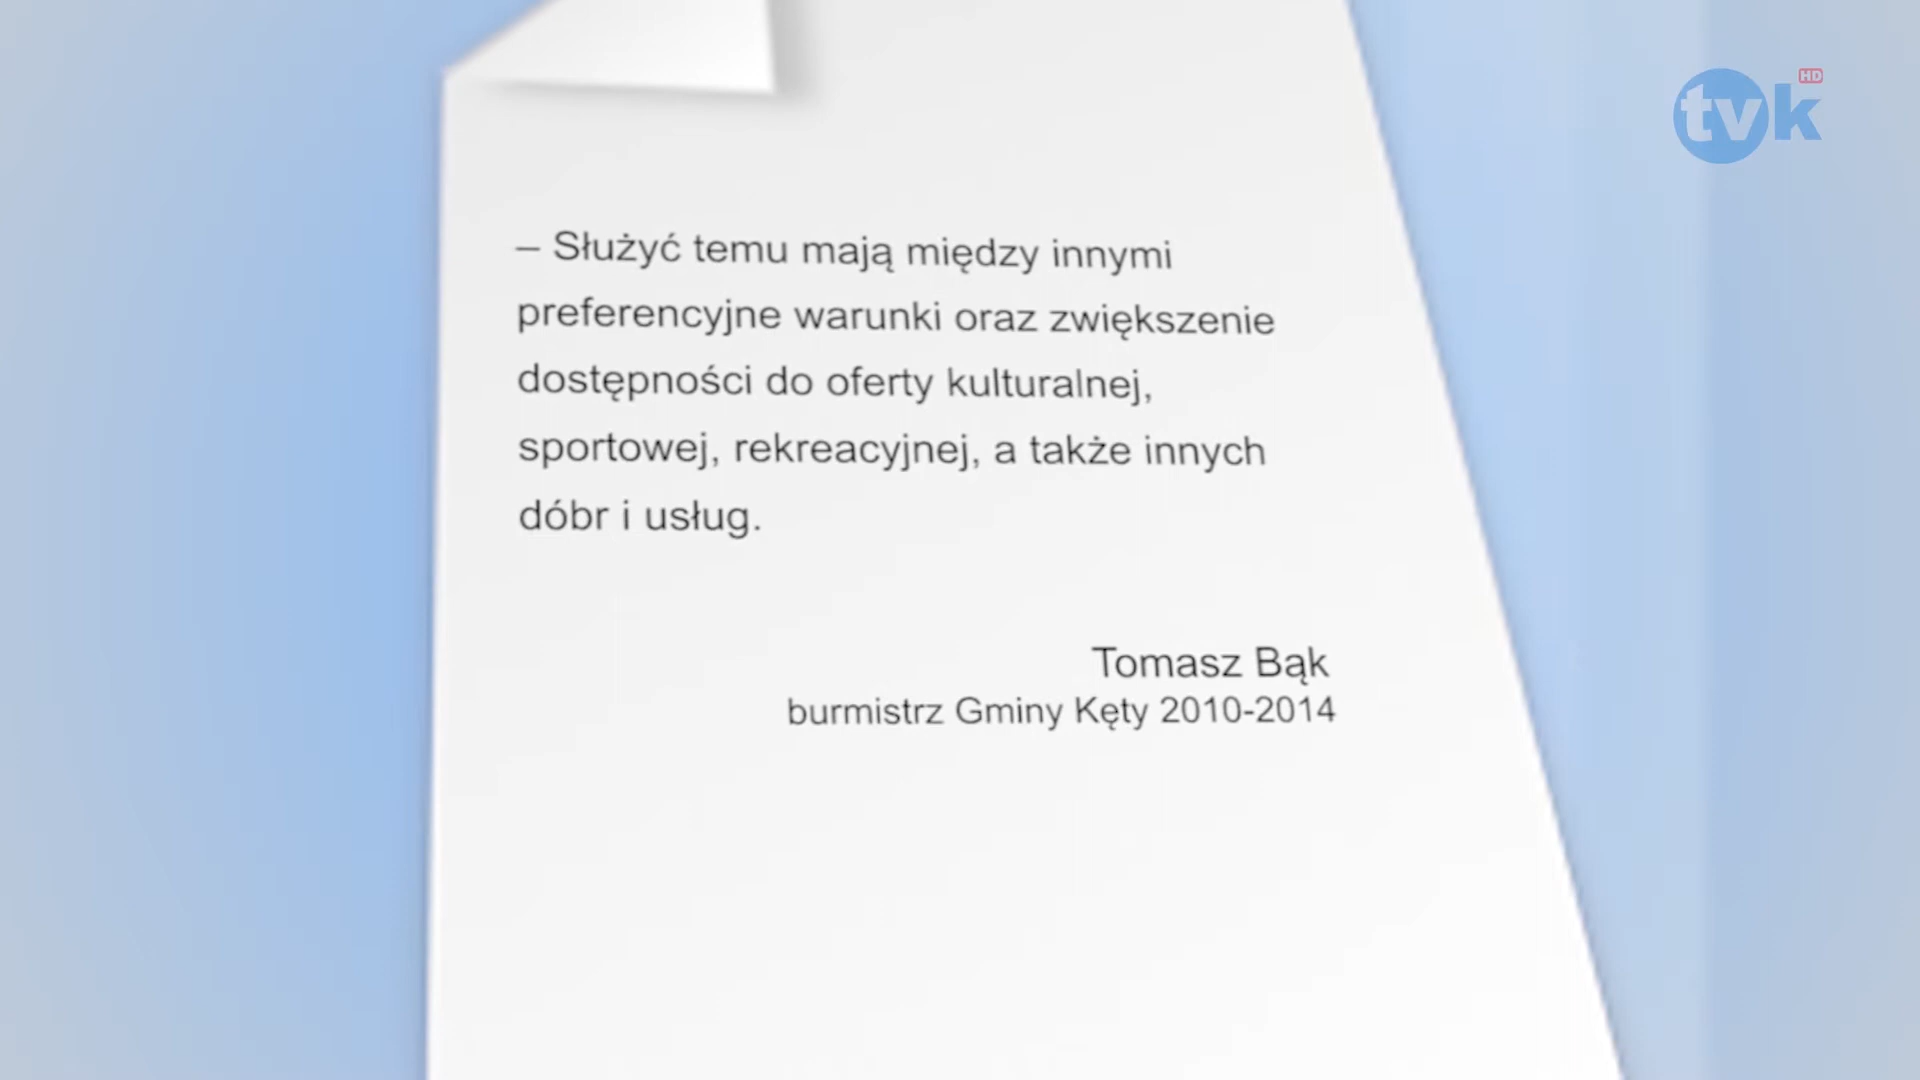 tvk HD
– Służyć temu mają między innymi
preferencyjne warunki oraz zwiększenie
dostępności do oferty kulturalnej,
sportowej, rekreacyjnej, a także innych
dóbr i usług.
Tomasz Bąk
burmistrz Gminy Kęty 2010-2014